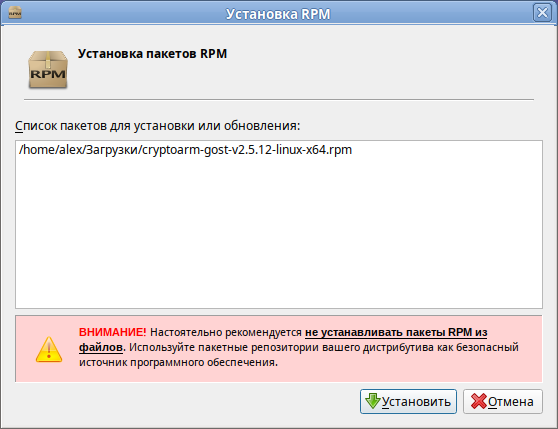 Установка RPM
RPM
Установка пакетов RPM
Список пакетов для установки или обновления:
/home/alex/Загрузки/cryptoarm-gost-v2.5.12-linux-x64.rpm
ВНИМАНИЕ! Настоятельно рекомендуется не устанавливать пакеты RPM из
файлов. Используйте пакетные репозитории вашего дистрибутива как безопасный
источник программного обеспечения.
Установить
Отмена